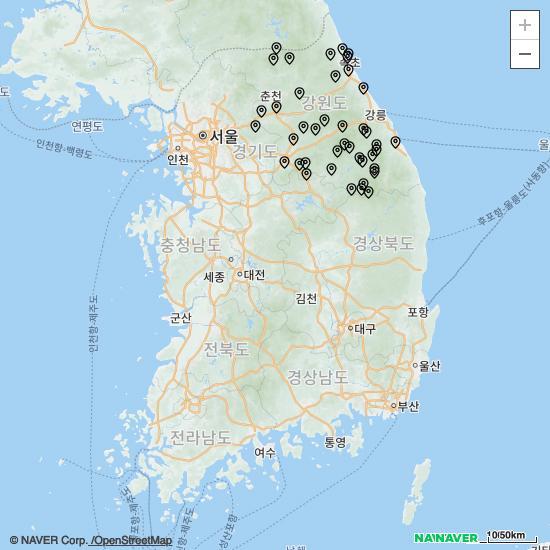 +
−
속초
춘천
강원도
강릉
연평도
서울
인천항-백령도
인천
경기도
후포항-울릉도(사동항)
충청남도
경상북도
세종
대전
인천항-제주도
김천
군산
포항
전북도
대구
울산
경상남도
부산
전라남도
통영
여수
© NAVER Corp. /OpenStreetMap
NAVER
10/50km